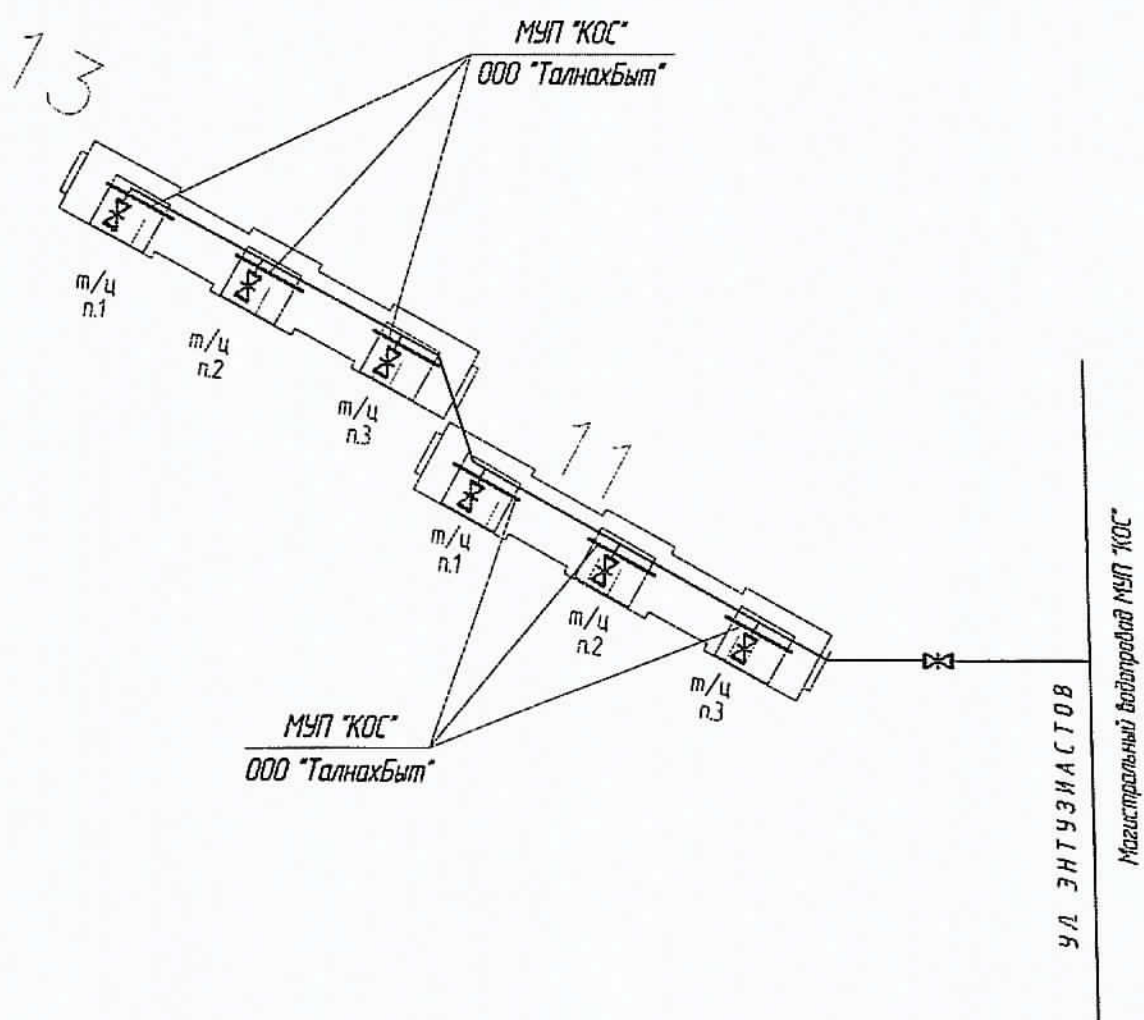 МУП "КОС"
ООО "ТалнахБыт"
13
т/ц
п.1
т/ц
п.2
т/ц
п.3
11
т/ц
п.1
т/ц
п.2
т/ц
п.3
МУП "КОС"
ООО "ТалнахБыт"
УЛ. ЭНТУЗИАСТОВ
Магистральный водопровод МУП "КОС"